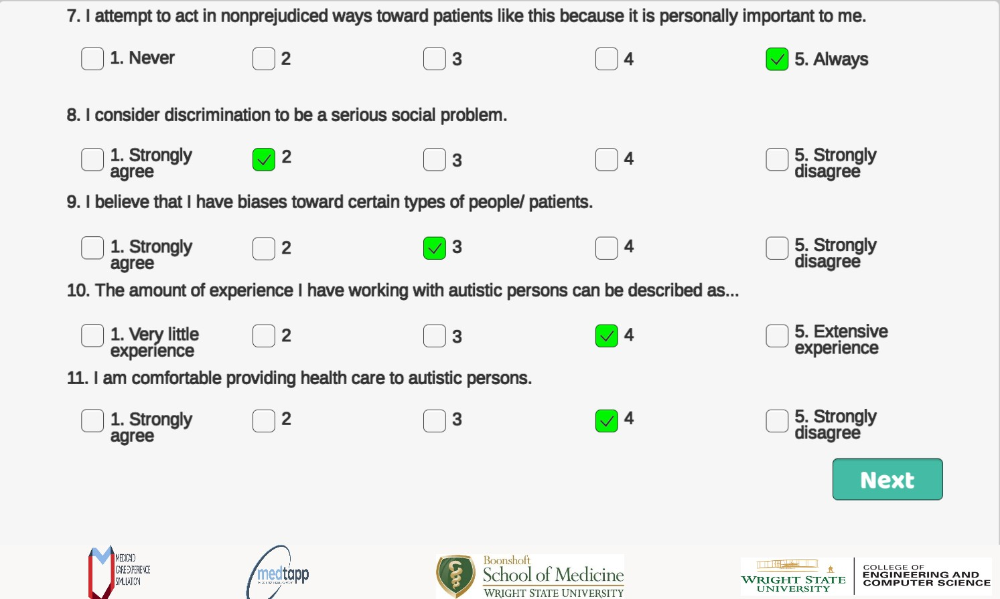 7. I attempt to act in nonprejudiced ways toward patients like this because it is personally important to me.
1. Never 2 3 4 5. Always
8. I consider discrimination to be a serious social problem.
1. Strongly agree 2 3 4 5. Strongly disagree
9. I believe that I have biases toward certain types of people/ patients.
1. Strongly agree 2 3 4 5. Strongly disagree
10. The amount of experience I have working with autistic persons can be described as...
1. Very little experience 2 3 4 5. Extensive experience
11. I am comfortable providing health care to autistic persons.
1. Strongly agree 2 3 4 5. Strongly disagree
Next
MEDICAID
CARE EXPERIENCE
SIMULATION
medtapp
Boonshoft
School of Medicine
WRIGHT STATE UNIVERSITY
WRIGHT STATE
UNIVERSITY
COLLEGE OF
ENGINEERING AND
COMPUTER SCIENCE